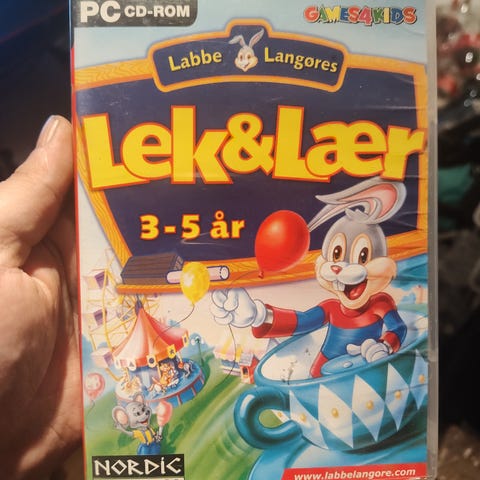 PC CD-ROM
GAMES4KIDS
Labbe Langøres
Lek&Lær
3-5 år
NORDIC
www.labbelangore.com